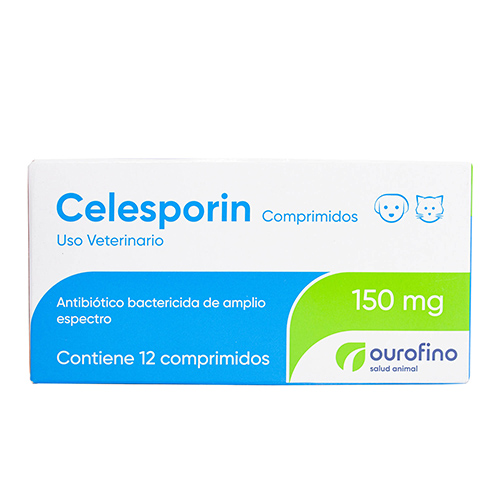 Celesporin Comprimidos
Uso Veterinario
Antibiótico bactericida de amplio
espectro
Contiene 12 comprimidos
150 mg
ourofino
salud animal